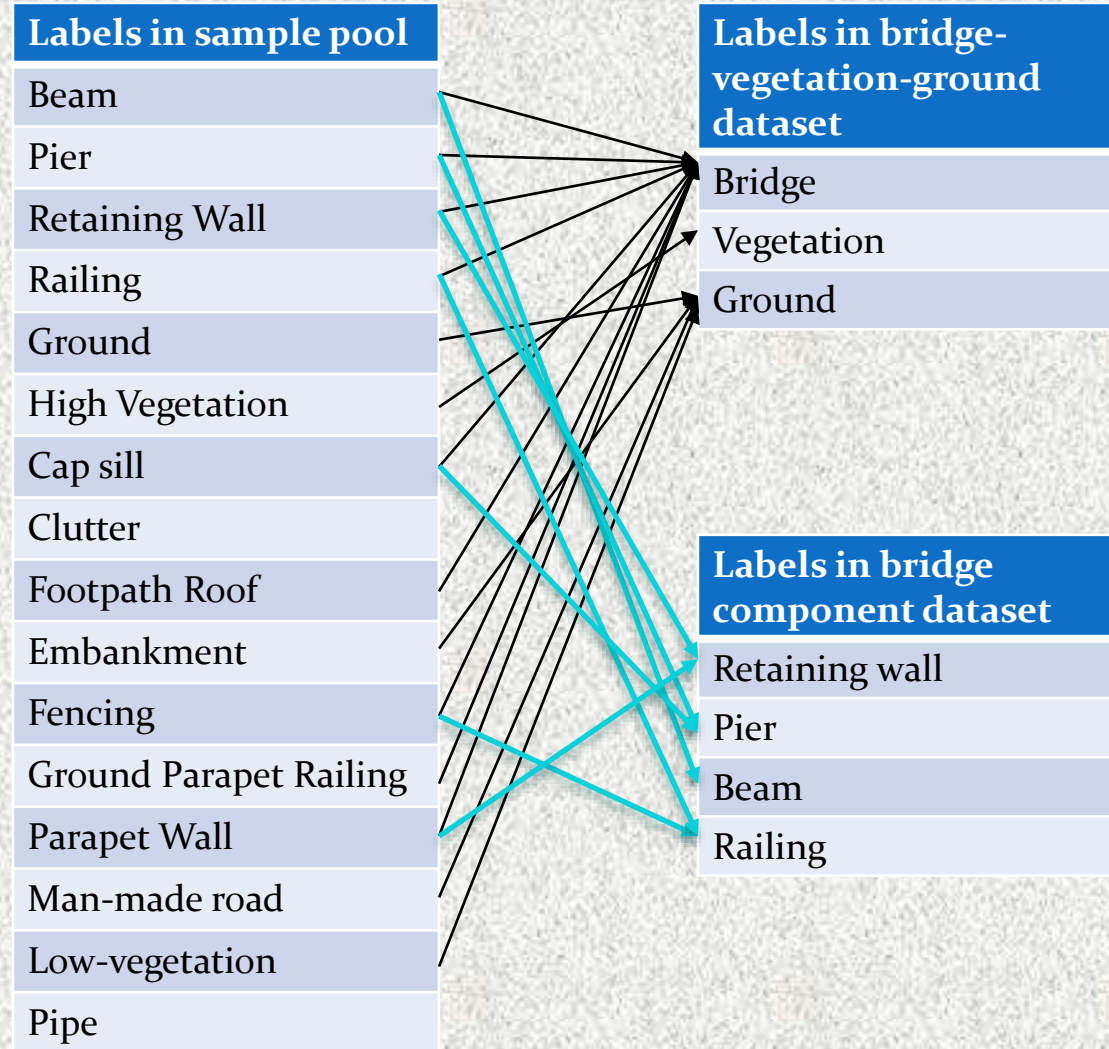 Labels in sample pool
Beam
Pier
Retaining Wall
Railing
Ground
High Vegetation
Cap sill
Clutter
Footpath Roof
Embankment
Fencing
Ground Parapet Railing
Parapet Wall
Man-made road
Low-vegetation
Pipe
Labels in bridge-
vegetation-ground
dataset
Bridge
Vegetation
Ground
Labels in bridge
component dataset
Retaining wall
Pier
Beam
Railing